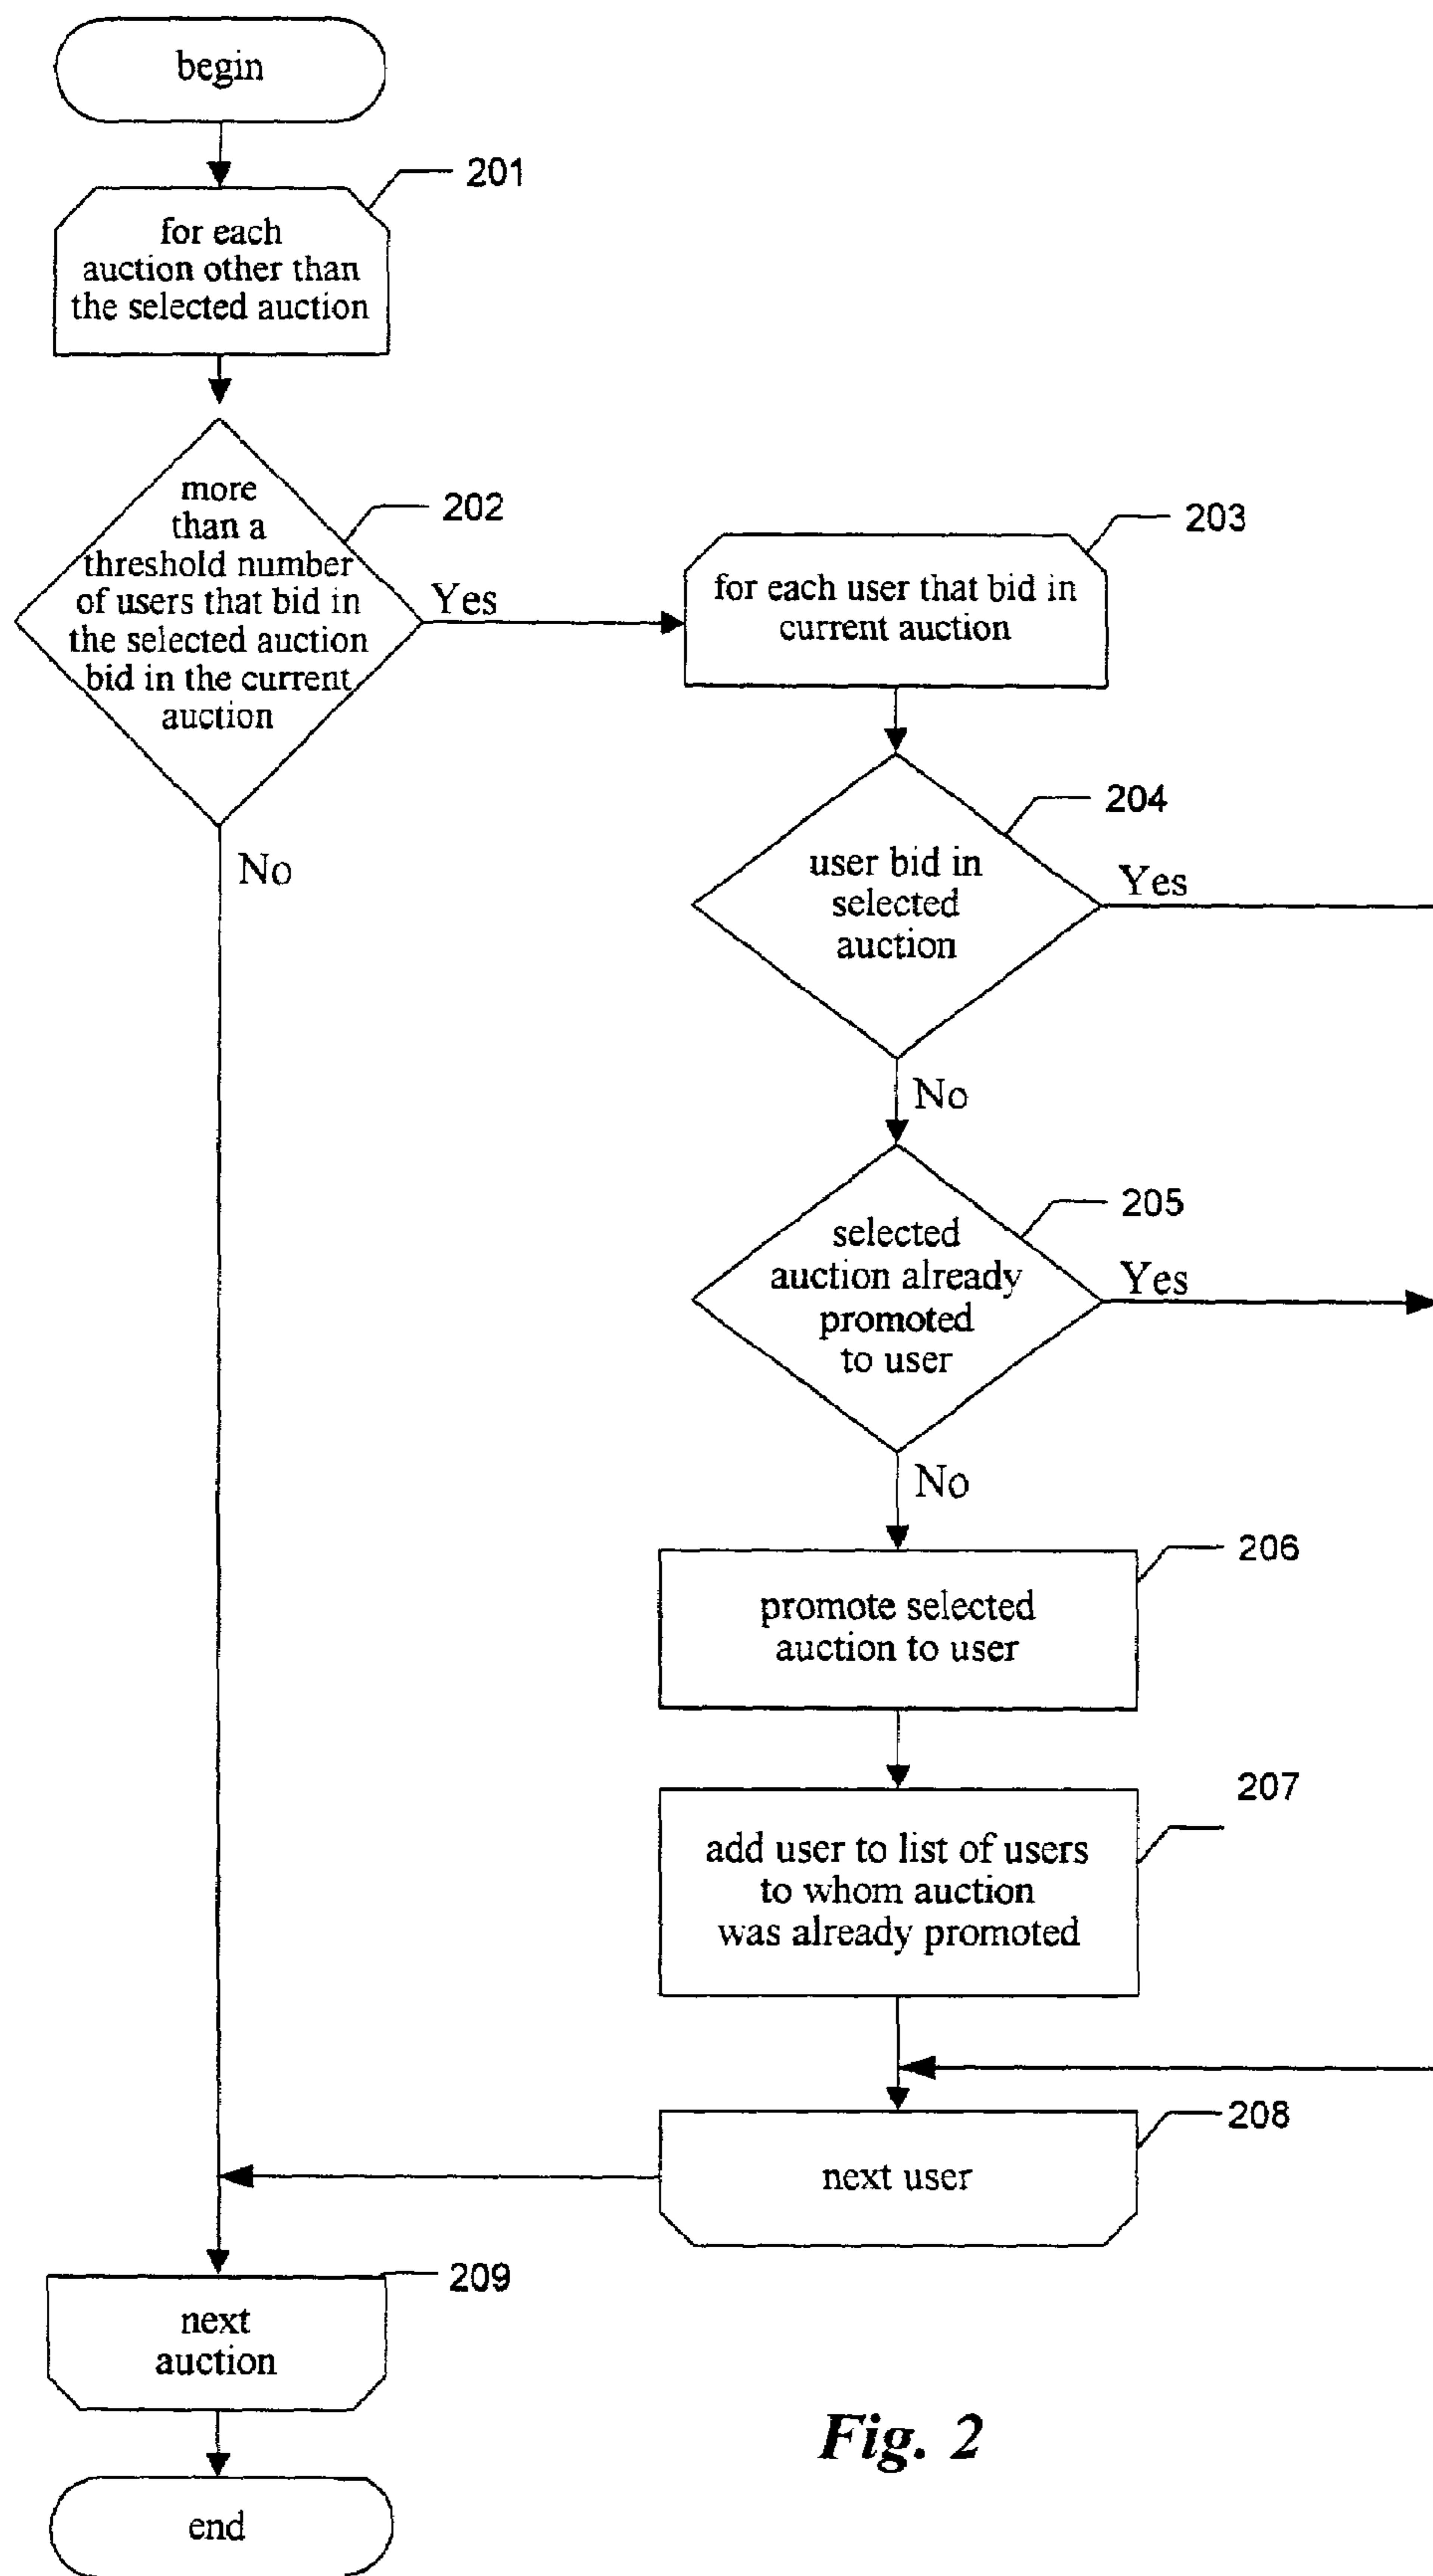 begin
201
for each
auction other than
the selected auction
202
more
than a
threshold number
of users that bid in
the selected auction
bid in the current
auction
Yes
No
203
for each user that bid in
current auction
204
user bid in
selected
auction
Yes
No
205
selected
auction already
promoted
to user
Yes
No
206
promote selected
auction to user
207
add user to list of users
to whom auction
was already promoted
208
next user
209
next
auction
end
Fig. 2